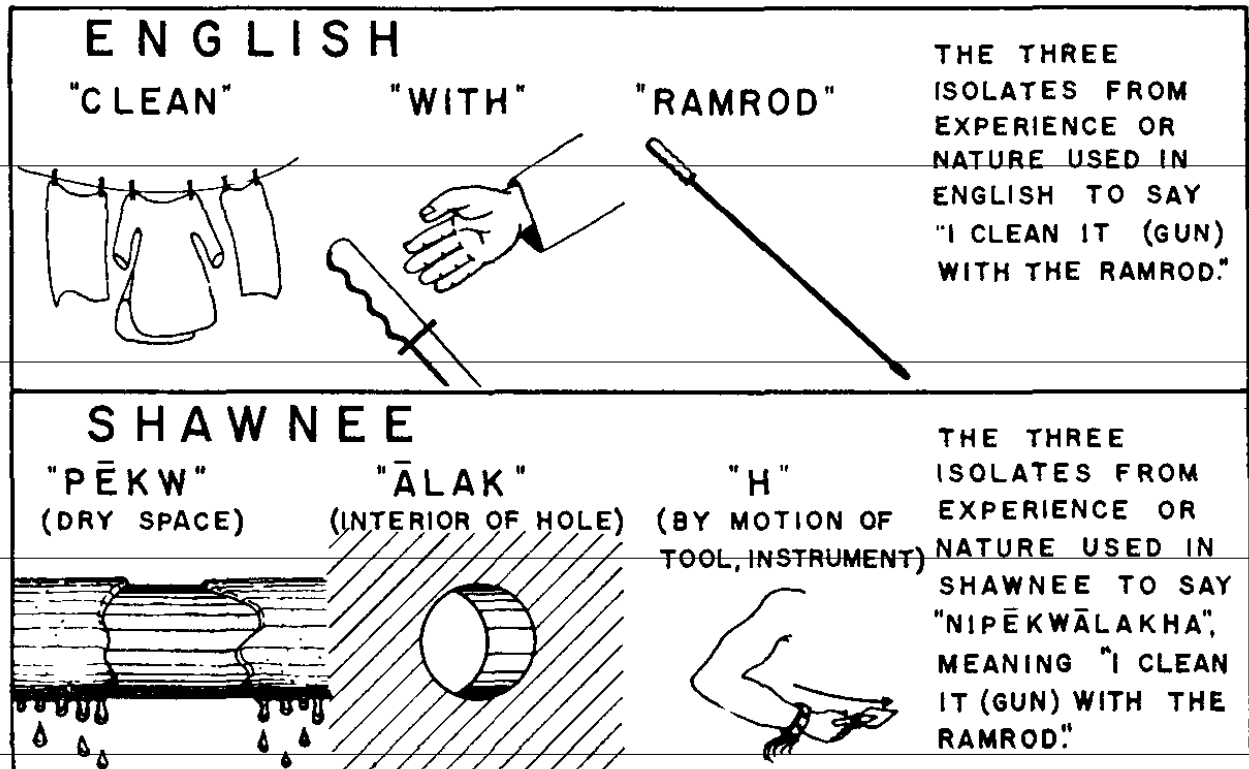 ENGLISH
"CLEAN" "WITH" "RAMROD"
THE THREE
ISOLATES FROM
EXPERIENCE OR
NATURE USED IN
ENGLISH TO SAY
"I CLEAN IT (GUN)
WITH THE RAMROD."
SHAWNEE
"PĒKW" "ĀLAK" "H"
(DRY SPACE) (INTERIOR OF HOLE) (BY MOTION OF
TOOL, INSTRUMENT)
THE THREE
ISOLATES FROM
EXPERIENCE OR
NATURE USED IN
SHAWNEE TO SAY
"NIPĒKWĀLAKHA",
MEANING "I CLEAN
IT (GUN) WITH THE
RAMROD."